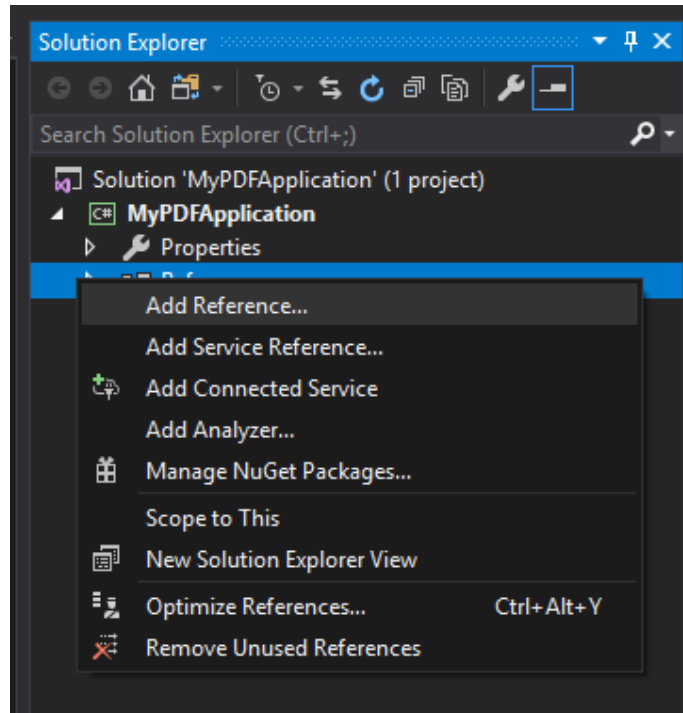 Solution Explorer
Search Solution Explorer (Ctrl+;)
Solution 'MyPDFApplication' (1 project)
C# MyPDFApplication
Properties
Add Reference...
Add Service Reference...
Add Connected Service
Add Analyzer...
Manage NuGet Packages...
Scope to This
New Solution Explorer View
Optimize References... Ctrl+Alt+Y
Remove Unused References